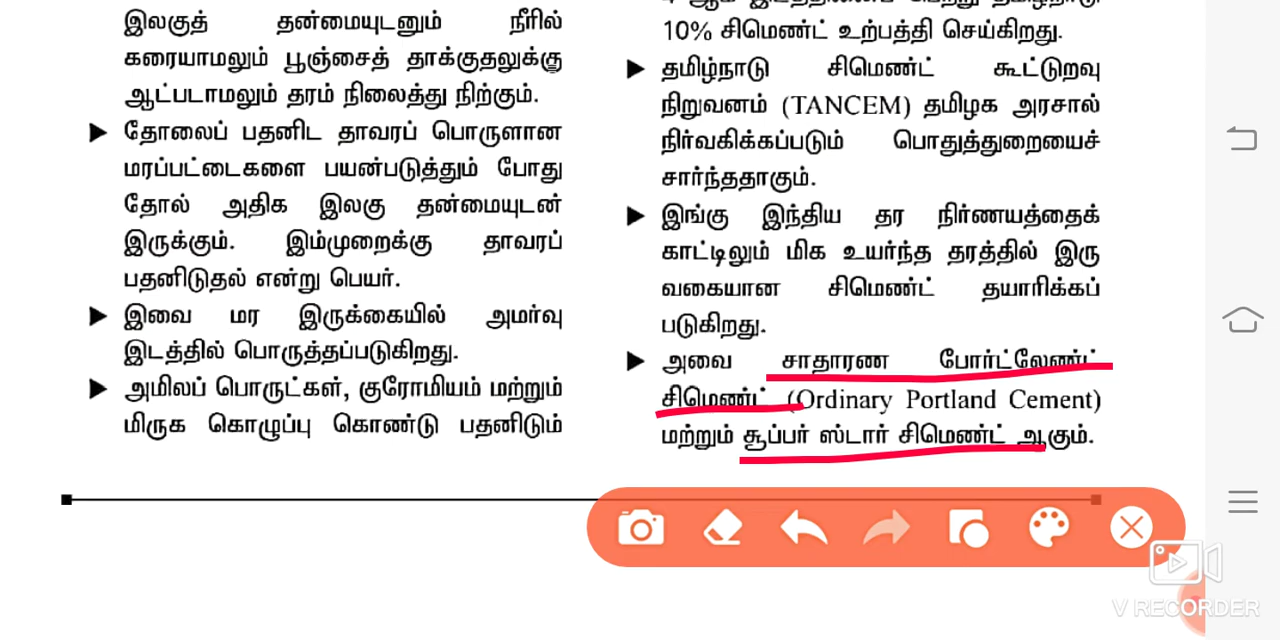 இலகுத் தன்மையுடனும் நீரில்
கரையாமலும் பூஞ்சைத் தாக்குதலுக்கு
ஆட்படாமலும் தரம் நிலைத்து நிற்கும்.
▶ தோலைப் பதனிட தாவரப் பொருளான
மரப்பட்டைகளை பயன்படுத்தும் போது
தோல் அதிக இலகு தன்மையுடன்
இருக்கும். இம்முறைக்கு தாவரப்
பதனிடுதல் என்று பெயர்.
▶ இவை மர இருக்கையில் அமர்வு
இடத்தில் பொருத்தப்படுகிறது.
▶ அமிலப் பொருட்கள், குரோமியம் மற்றும்
மிருக கொழுப்பு கொண்டு பதனிடும்
10% சிமெண்ட் உற்பத்தி செய்கிறது.
▶ தமிழ்நாடு சிமெண்ட் கூட்டுறவு
நிறுவனம் (TANCEM) தமிழக அரசால்
நிர்வகிக்கப்படும் பொதுத்துறையைச்
சார்ந்ததாகும்.
▶ இங்கு இந்திய தர நிர்ணயத்தைக்
காட்டிலும் மிக உயர்ந்த தரத்தில் இரு
வகையான சிமெண்ட் தயாரிக்கப்
படுகிறது.
▶ அவை சாதாரண போர்ட்லேண்ட்
சிமெண்ட் (Ordinary Portland Cement)
மற்றும் சூப்பர் ஸ்டார் சிமெண்ட் ஆகும்.
V RECORDER